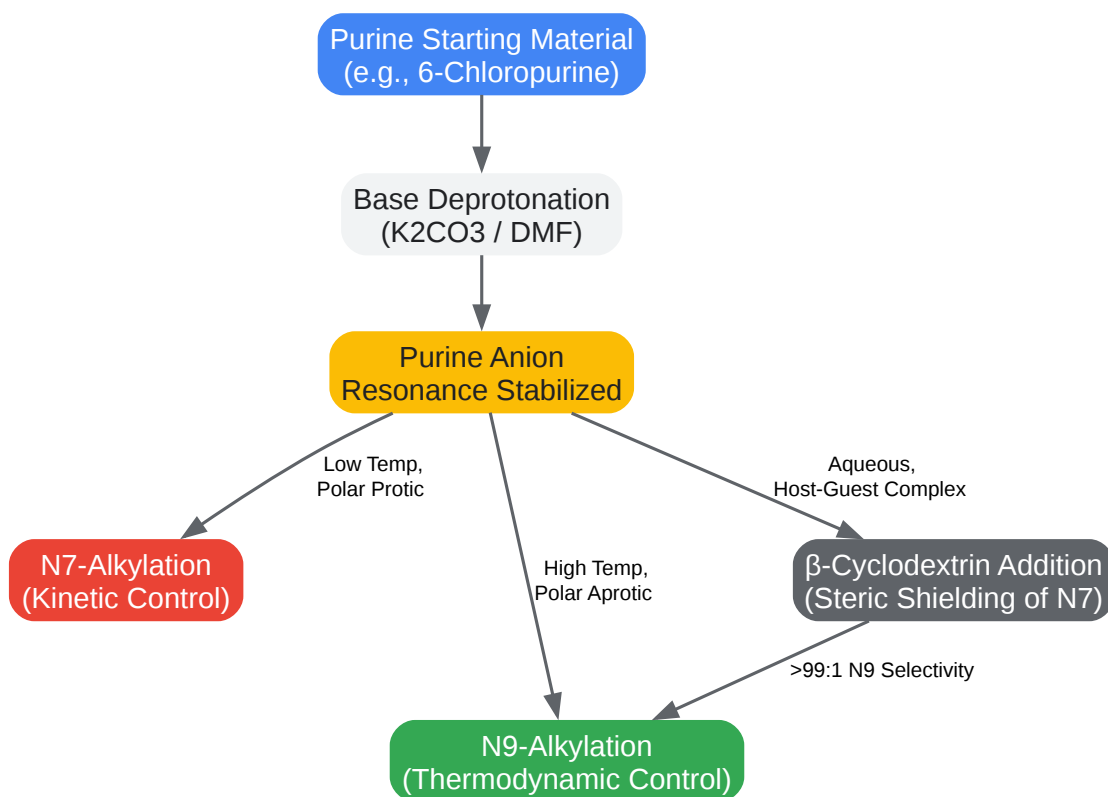 Purine Starting Material
(e.g., 6-Chloropurine)
Base Deprotonation
(K2CO3 / DMF)
Purine Anion
Resonance Stabilized
Low Temp,
Polar Protic
Aqueous,
Host-Guest Complex
N7-Alkylation
(Kinetic Control)
High Temp,
Polar Aprotic
β-Cyclodextrin Addition
(Steric Shielding of N7)
>99:1 N9 Selectivity
N9-Alkylation
(Thermodynamic Control)